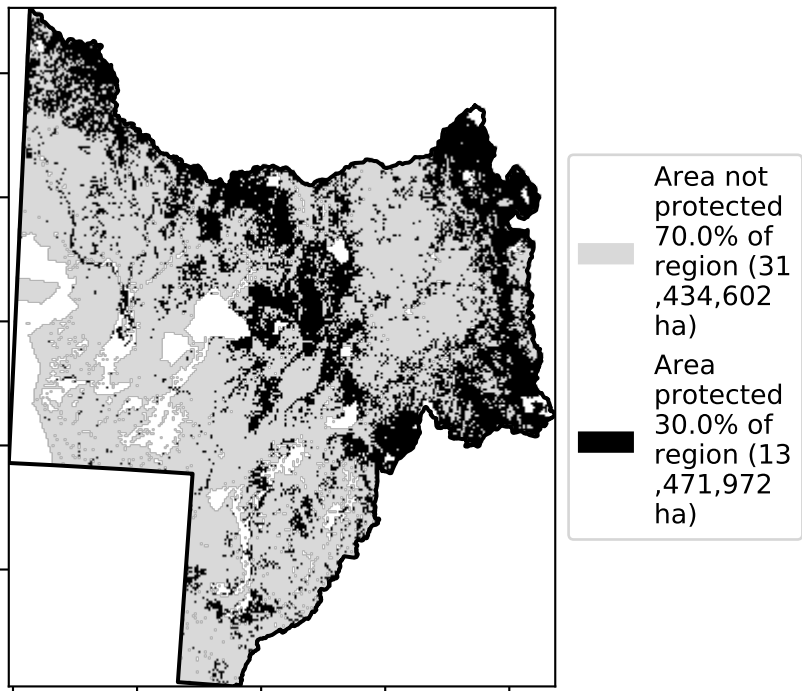 Area not
protected
70.0% of
region (31
,434,602
ha)
Area
protected
30.0% of
region (13
,471,972
ha)